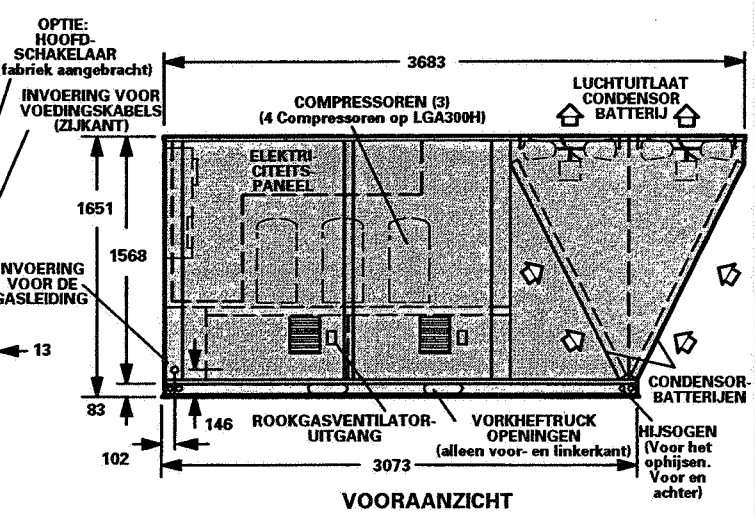 OPTIE:
HOOFD-
SCHAKELAAR
fabriek aangebracht)
3683
INVOERING VOOR
VOEDINGSKABELS
(ZIJKANT)
COMPRESSOREN (3)
(4 Compressoren op LGA300H)
LUCHTUITLAAT
CONDENSOR
BATTERIJ
ELEKTRI-
CITEITS
PANEEL
1651
1568
NVOERING
VOOR DE
GASLEIDING
13
83
146
102
ROOKGASVENTILATOR-
UITGANG
VORKHEFTRUCK
OPENINGEN
(alleen voor- en linkerkant)
CONDENSOR-
BATTERIJEN
HIJSOGEN
(Voor het
ophijsen.
Voor en
achter)
3073
VOORAANZICHT